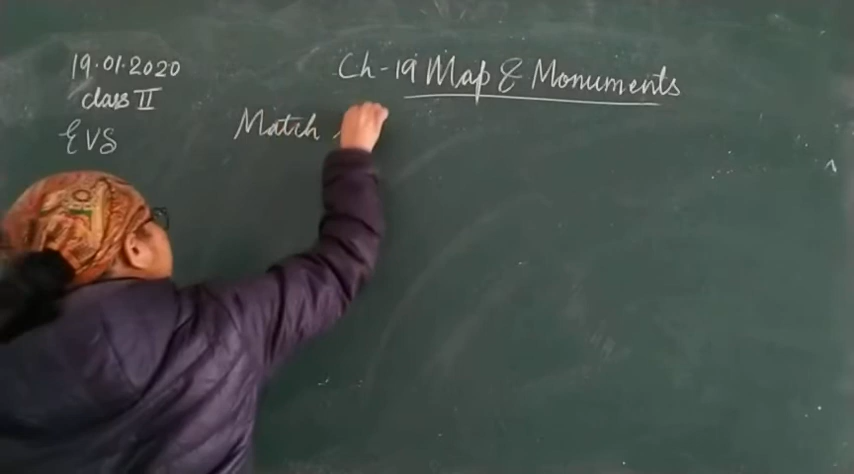 19.01.2020
Ch-19 Map & Monuments
class II
EVS
Match